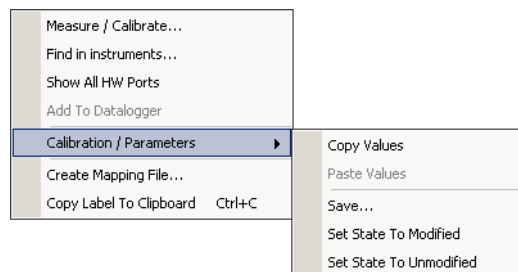 Measure / Calibrate...
Find in instruments...
Show All HW Ports
Add To Datalogger
Calibration / Parameters
Create Mapping File...
Copy Label To Clipboard Ctrl+C
Copy Values
Paste Values
Save...
Set State To Modified
Set State To Unmodified